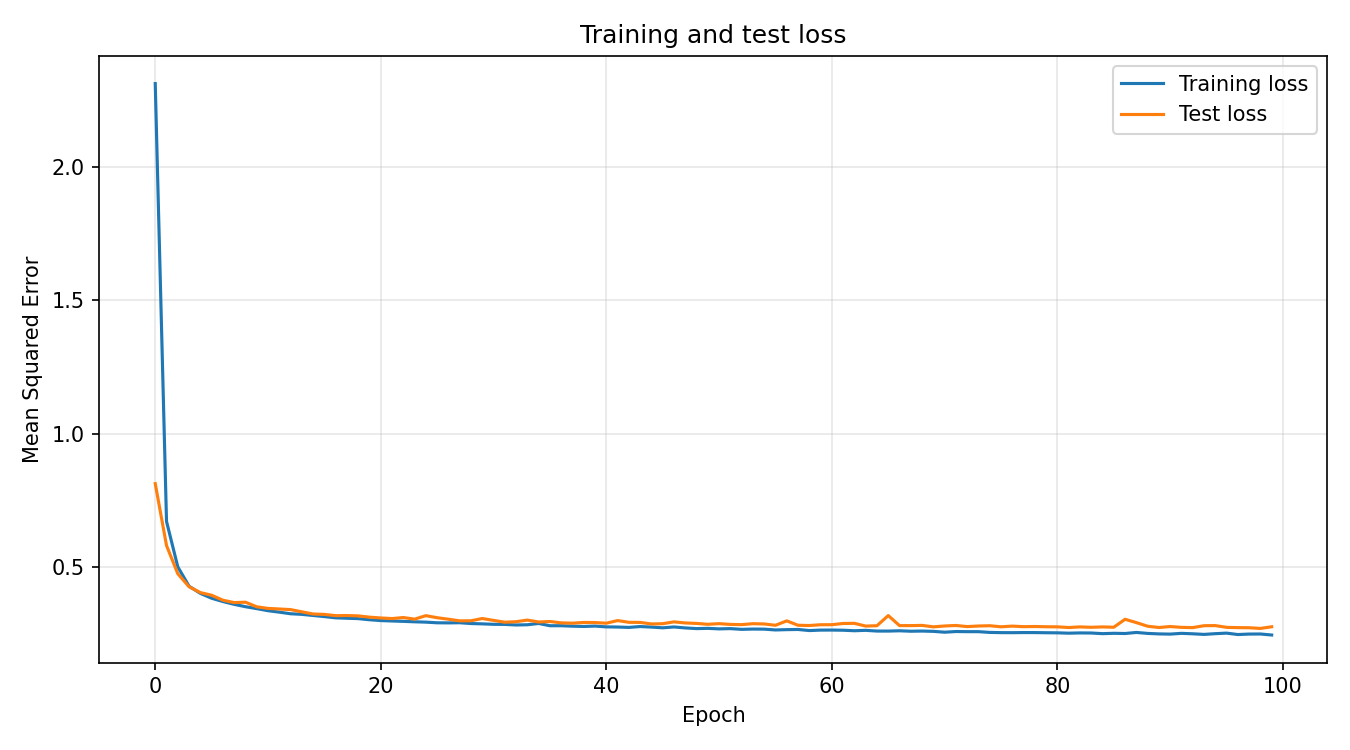 Training and test loss
Training loss
Test loss
Mean Squared Error
2.0
1.5
1.0
0.5
0 20 40 60 80 100
Epoch